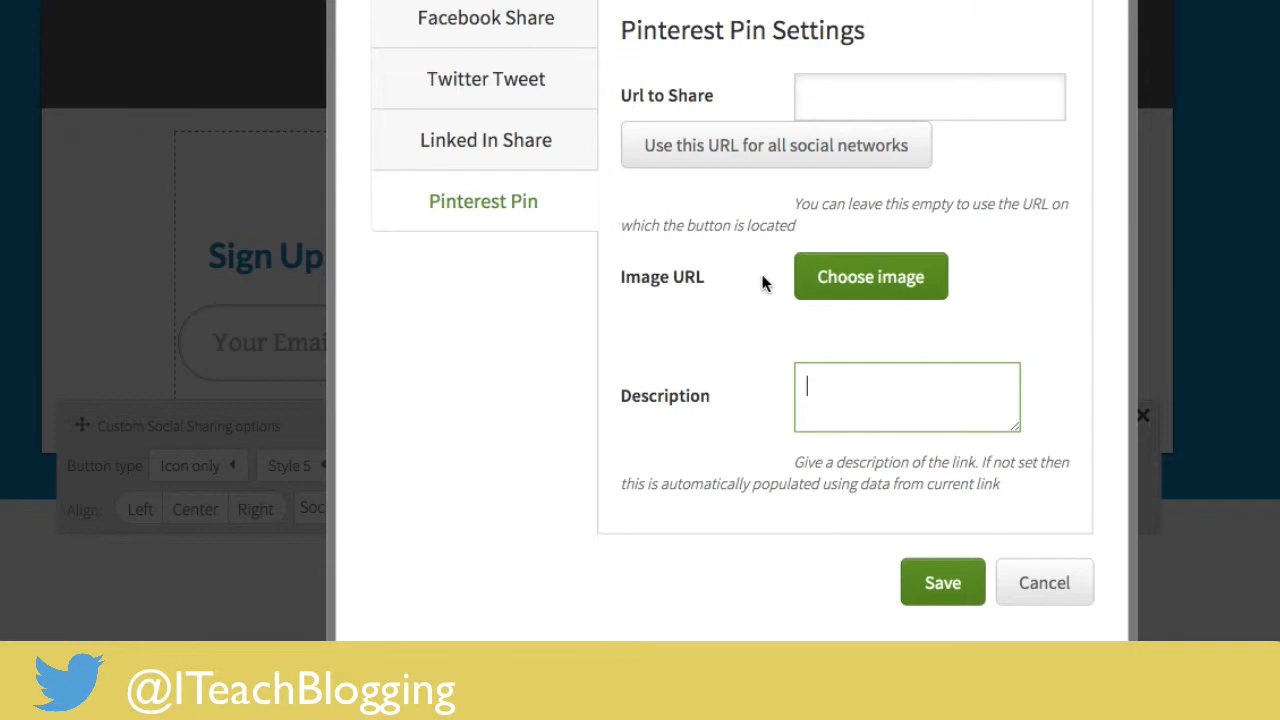 Facebook Share
Twitter Tweet
Linked In Share
Pinterest Pin
Pinterest Pin Settings
Url to Share
Use this URL for all social networks
You can leave this empty to use the URL on
which the button is located
Image URL
Choose image
Description
Give a description of the link. If not set then
this is automatically populated using data from current link
Save
Cancel
Sign Up
Your Emai
Custom Social Sharing options
Button type
Icon only
Style 5
Align:
Left
Center
Right
Soc
@ITeachBlogging